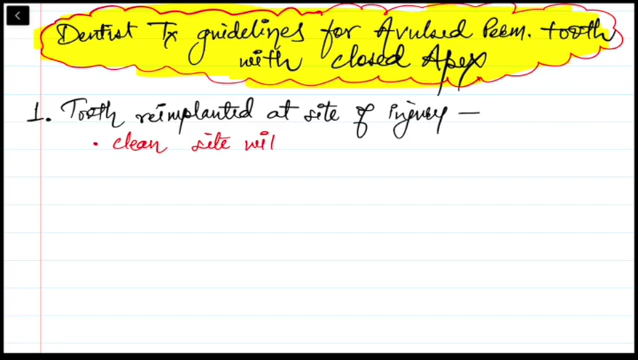 Dentist Tx guidelines for Avulsed Perm. tooth
with closed Apex
1. Tooth reimplanted at site of injury —
• clean site wil